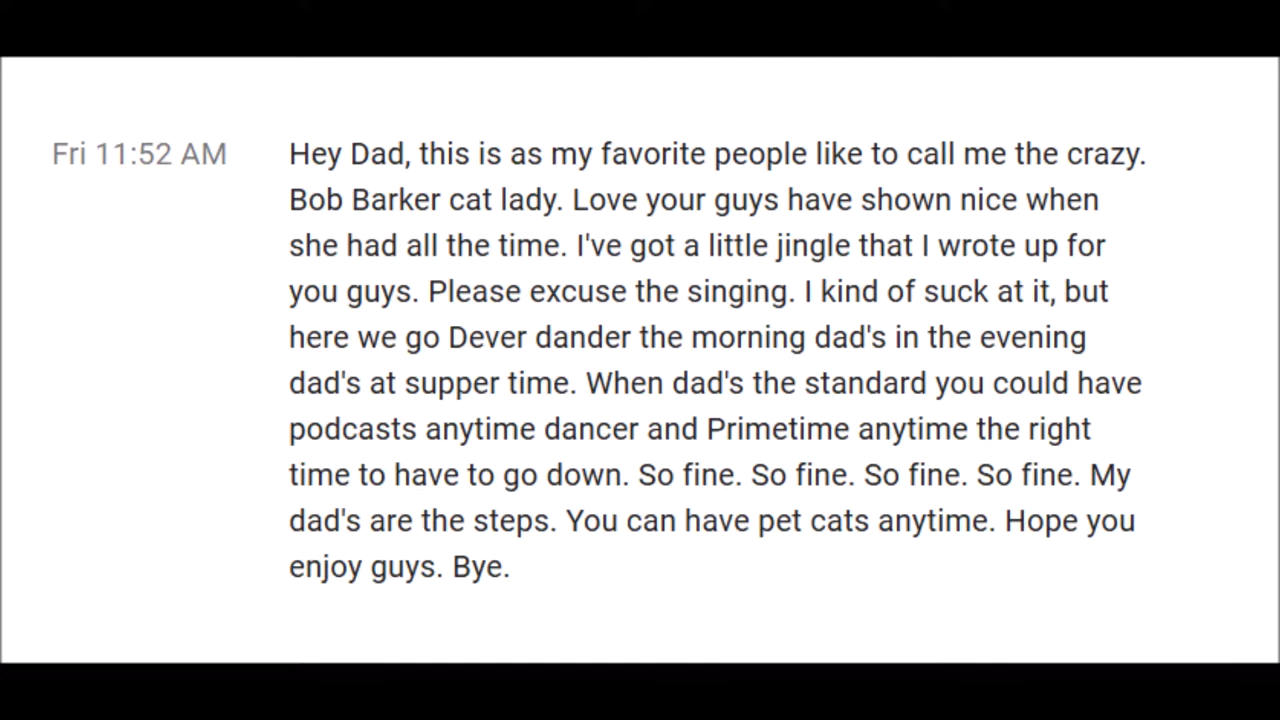 Fri 11:52 AM
Hey Dad, this is as my favorite people like to call me the crazy.
Bob Barker cat lady. Love your guys have shown nice when
she had all the time. I've got a little jingle that I wrote up for
you guys. Please excuse the singing. I kind of suck at it, but
here we go Dever dander the morning dad's in the evening
dad's at supper time. When dad's the standard you could have
podcasts anytime dancer and Primetime anytime the right
time to have to go down. So fine. So fine. So fine. So fine. My
dad's are the steps. You can have pet cats anytime. Hope you
enjoy guys. Bye.